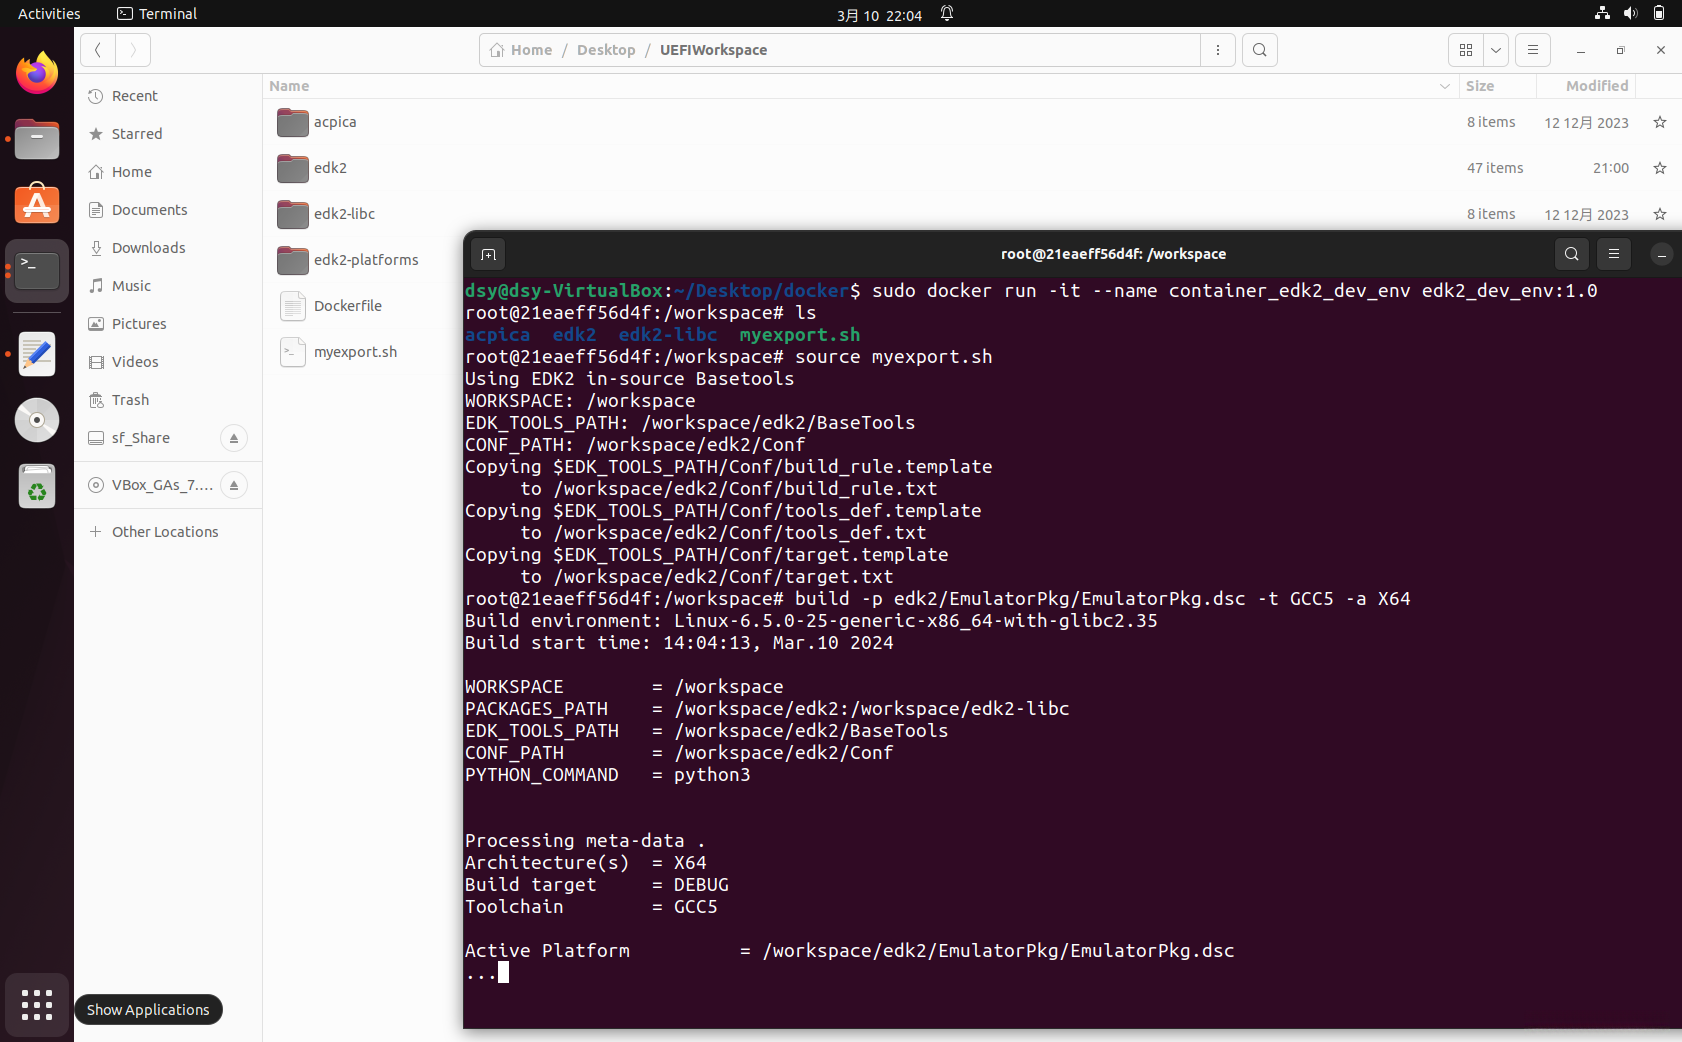 Activities Terminal 3月 10 22:04
Home / Desktop / UEFIWorkspace
Recent
Starred
Home
Documents
Downloads
Music
Pictures
Videos
Trash
sf_Share
VBox_GAs_7....
+ Other Locations
Name Size Modified
acpica 8 items 12 12月 2023
edk2 47 items 21:00
edk2-libc 8 items 12 12月 2023
edk2-platforms
Dockerfile
myexport.sh
root@21eaeff56d4f: /workspace
dsy@dsy-VirtualBox:~/Desktop/docker$ sudo docker run -it --name container_edk2_dev_env edk2_dev_env:1.0
root@21eaeff56d4f:/workspace# ls
acpica edk2 edk2-libc myexport.sh
root@21eaeff56d4f:/workspace# source myexport.sh
Using EDK2 in-source Basetools
WORKSPACE: /workspace
EDK_TOOLS_PATH: /workspace/edk2/BaseTools
CONF_PATH: /workspace/edk2/Conf
Copying $EDK_TOOLS_PATH/Conf/build_rule.template
to /workspace/edk2/Conf/build_rule.txt
Copying $EDK_TOOLS_PATH/Conf/tools_def.template
to /workspace/edk2/Conf/tools_def.txt
Copying $EDK_TOOLS_PATH/Conf/target.template
to /workspace/edk2/Conf/target.txt
root@21eaeff56d4f:/workspace# build -p edk2/EmulatorPkg/EmulatorPkg.dsc -t GCC5 -a X64
Build environment: Linux-6.5.0-25-generic-x86_64-with-glibc2.35
Build start time: 14:04:13, Mar.10 2024
WORKSPACE = /workspace
PACKAGES_PATH = /workspace/edk2:/workspace/edk2-libc
EDK_TOOLS_PATH = /workspace/edk2/BaseTools
CONF_PATH = /workspace/edk2/Conf
PYTHON_COMMAND = python3
Processing meta-data .
Architecture(s) = X64
Build target = DEBUG
Toolchain = GCC5
Active Platform = /workspace/edk2/EmulatorPkg/EmulatorPkg.dsc
...
Show Applications